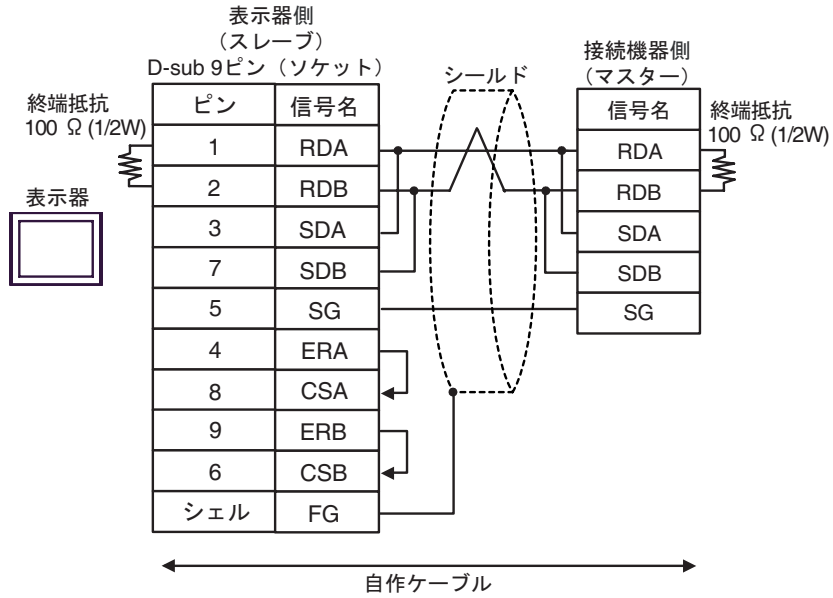 表示器側
（スレーブ）
D-sub 9ピン（ソケット）
シールド
接続機器側
（マスター）
終端抵抗
100 Ω (1/2W)
表示器
ピン 信号名
1 RDA
2 RDB
3 SDA
7 SDB
5 SG
4 ERA
8 CSA
9 ERB
6 CSB
シェル FG
信号名
RDA
RDB
SDA
SDB
SG
終端抵抗
100 Ω (1/2W)
自作ケーブル